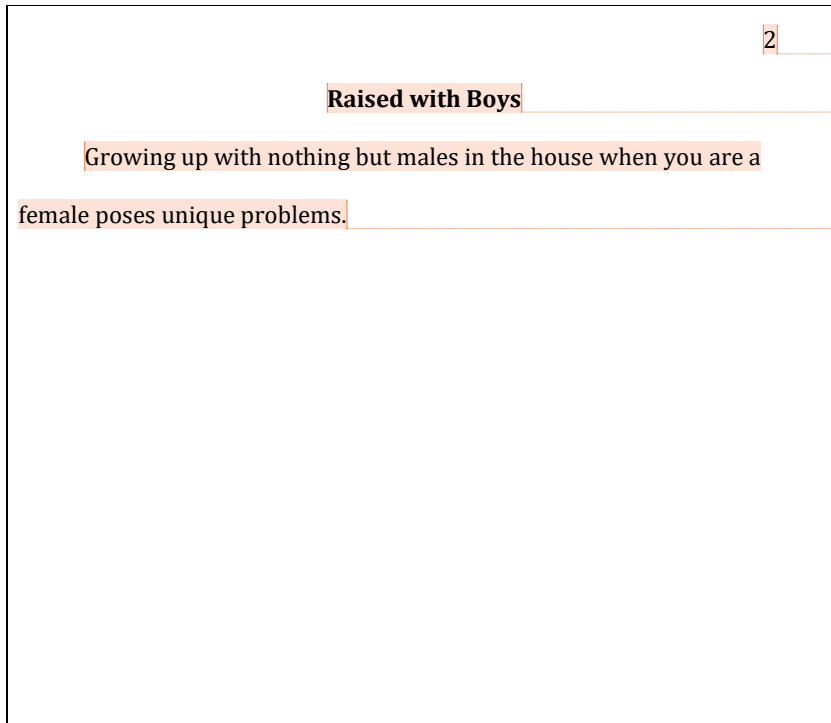 2
Raised with Boys
Growing up with nothing but males in the house when you are a
female poses unique problems.